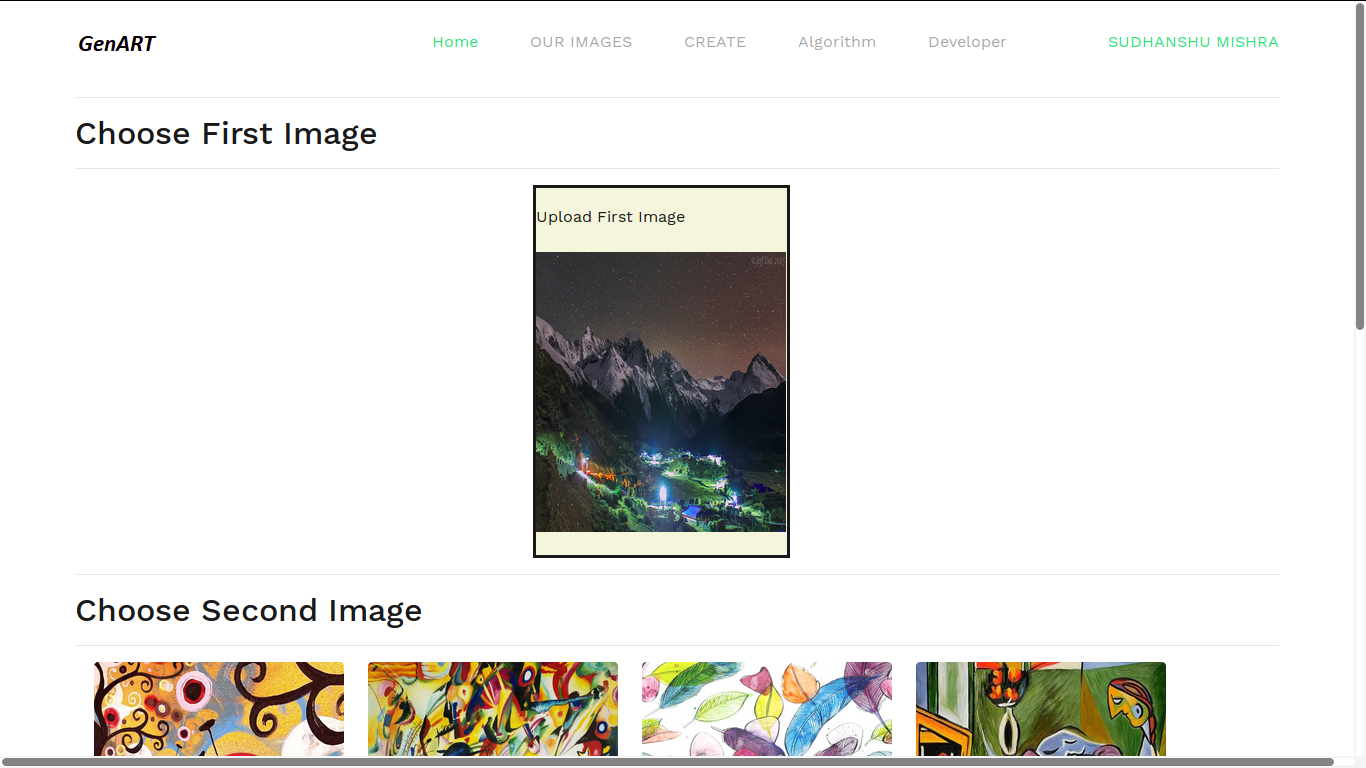 GenART
Home OUR IMAGES CREATE Algorithm Developer SUDHANSHU MISHRA
Choose First Image
Upload First Image
Choose Second Image